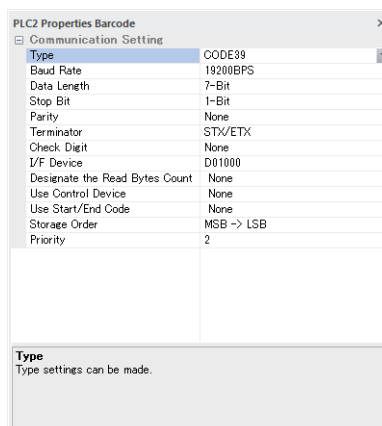 PLC2 Properties Barcode
Communication Setting
Type CODE39
Baud Rate 19200BPS
Data Length 7-Bit
Stop Bit 1-Bit
Parity None
Terminator STX/ETX
Check Digit None
I/F Device D01000
Designate the Read Bytes Count None
Use Control Device None
Use Start/End Code None
Storage Order MSB -> LSB
Priority 2
Type
Type settings can be made.